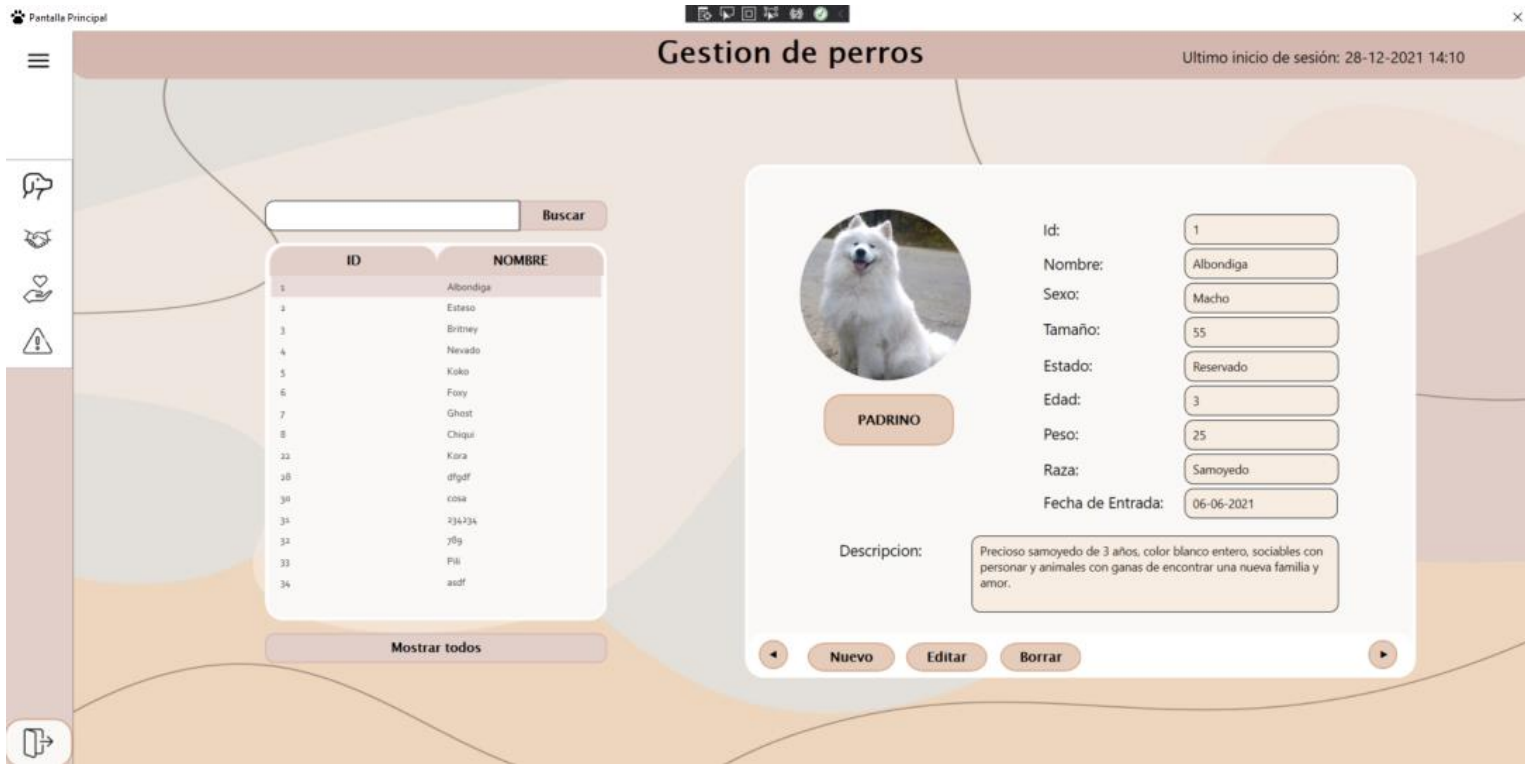 Pantalla Principal
Gestion de perros
Ultimo inicio de sesión: 28-12-2021 14:10
Buscar
ID NOMBRE
1 Albondiga
2 Esteso
3 Britney
4 Nevado
5 Koko
6 Foxy
7 Ghost
8 Chiqui
22 Kora
28 dfgdf
30 cosa
31 234234
32 789
33 Pili
34 asdf
Mostrar todos
PADRINO
Id: 1
Nombre: Albondiga
Sexo: Macho
Tamaño: 55
Estado: Reservado
Edad: 3
Peso: 25
Raza: Samoyedo
Fecha de Entrada: 06-06-2021
Descripcion:
Precioso samoyedo de 3 años, color blanco entero, sociables con
personar y animales con ganas de encontrar una nueva familia y
amor.
Nuevo Editar Borrar